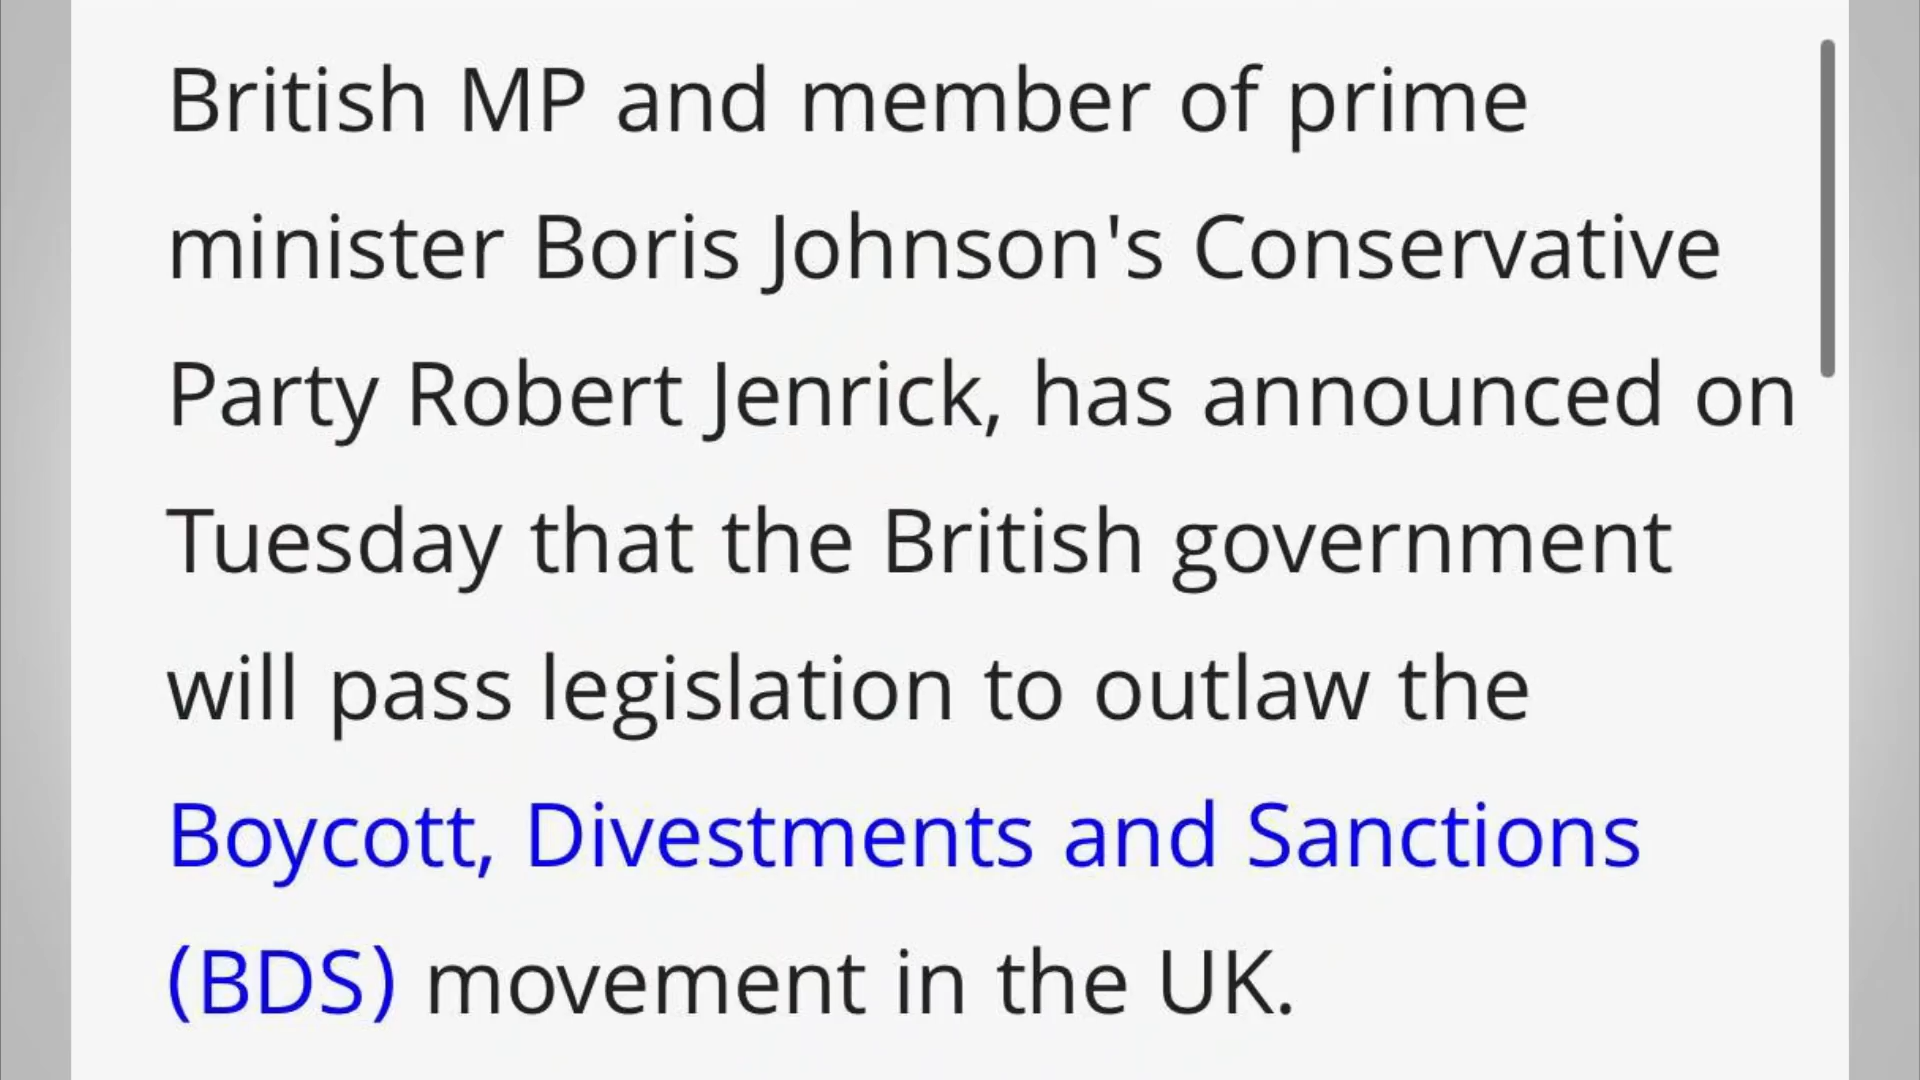 British MP and member of prime
minister Boris Johnson's Conservative
Party Robert Jenrick, has announced on
Tuesday that the British government
will pass legislation to outlaw the
Boycott, Divestments and Sanctions
(BDS) movement in the UK.